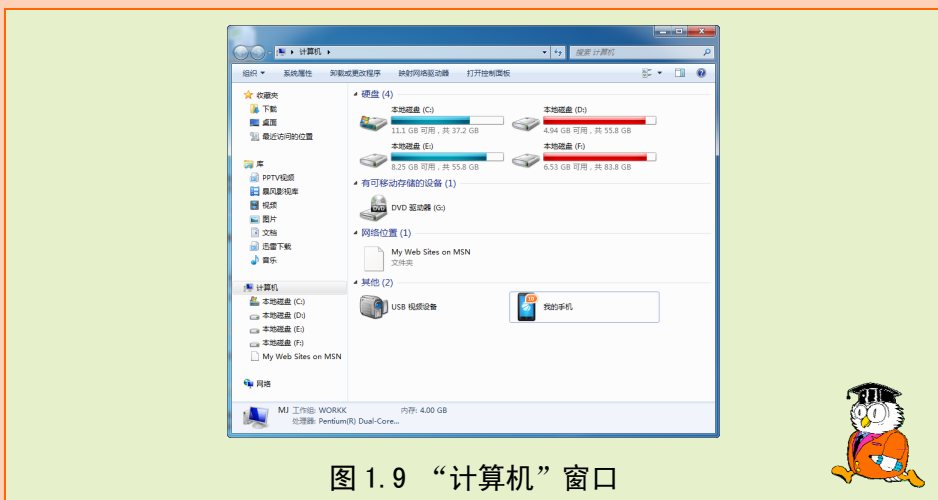 计算机
搜索 计算机
组织 系统属性 卸载或更改程序 映射网络驱动器 打开控制面板
收藏夹
下载
桌面
最近访问的位置
库
PPTV视频
暴风影视库
视频
图片
文档
迅雷下载
音乐
计算机
本地磁盘 (C:)
本地磁盘 (D:)
本地磁盘 (E:)
本地磁盘 (F:)
My Web Sites on MSN
网络
硬盘 (4)
本地磁盘 (C:)
11.1 GB 可用，共 37.2 GB
本地磁盘 (D:)
4.94 GB 可用，共 55.8 GB
本地磁盘 (E:)
8.25 GB 可用，共 55.8 GB
本地磁盘 (F:)
6.53 GB 可用，共 83.8 GB
有可移动存储的设备 (1)
DVD
DVD 驱动器 (G:)
网络位置 (1)
My Web Sites on MSN
文件夹
其他 (2)
USB 视频设备
我的手机
MJ 工作组: WORKK 内存: 4.00 GB
处理器: Pentium(R) Dual-Core...
图 1.9 “计算机”窗口